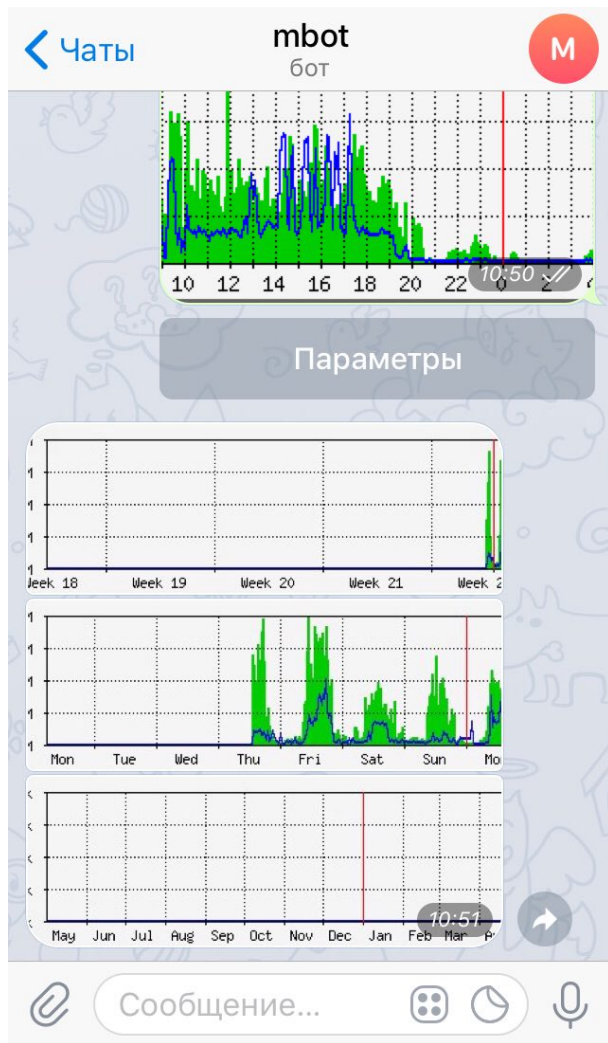 Чаты
mbot
бот
M
10 12 14 16 18 20 22 0 2
10:50
Параметры
Week 19 Week 20 Week 21 Week
Mon Tue Wed Thu Fri Sat Sun Mo
May Jun Jul Aug Sep Oct Nov Dec Jan Feb Mar
10:51
Сообщение...